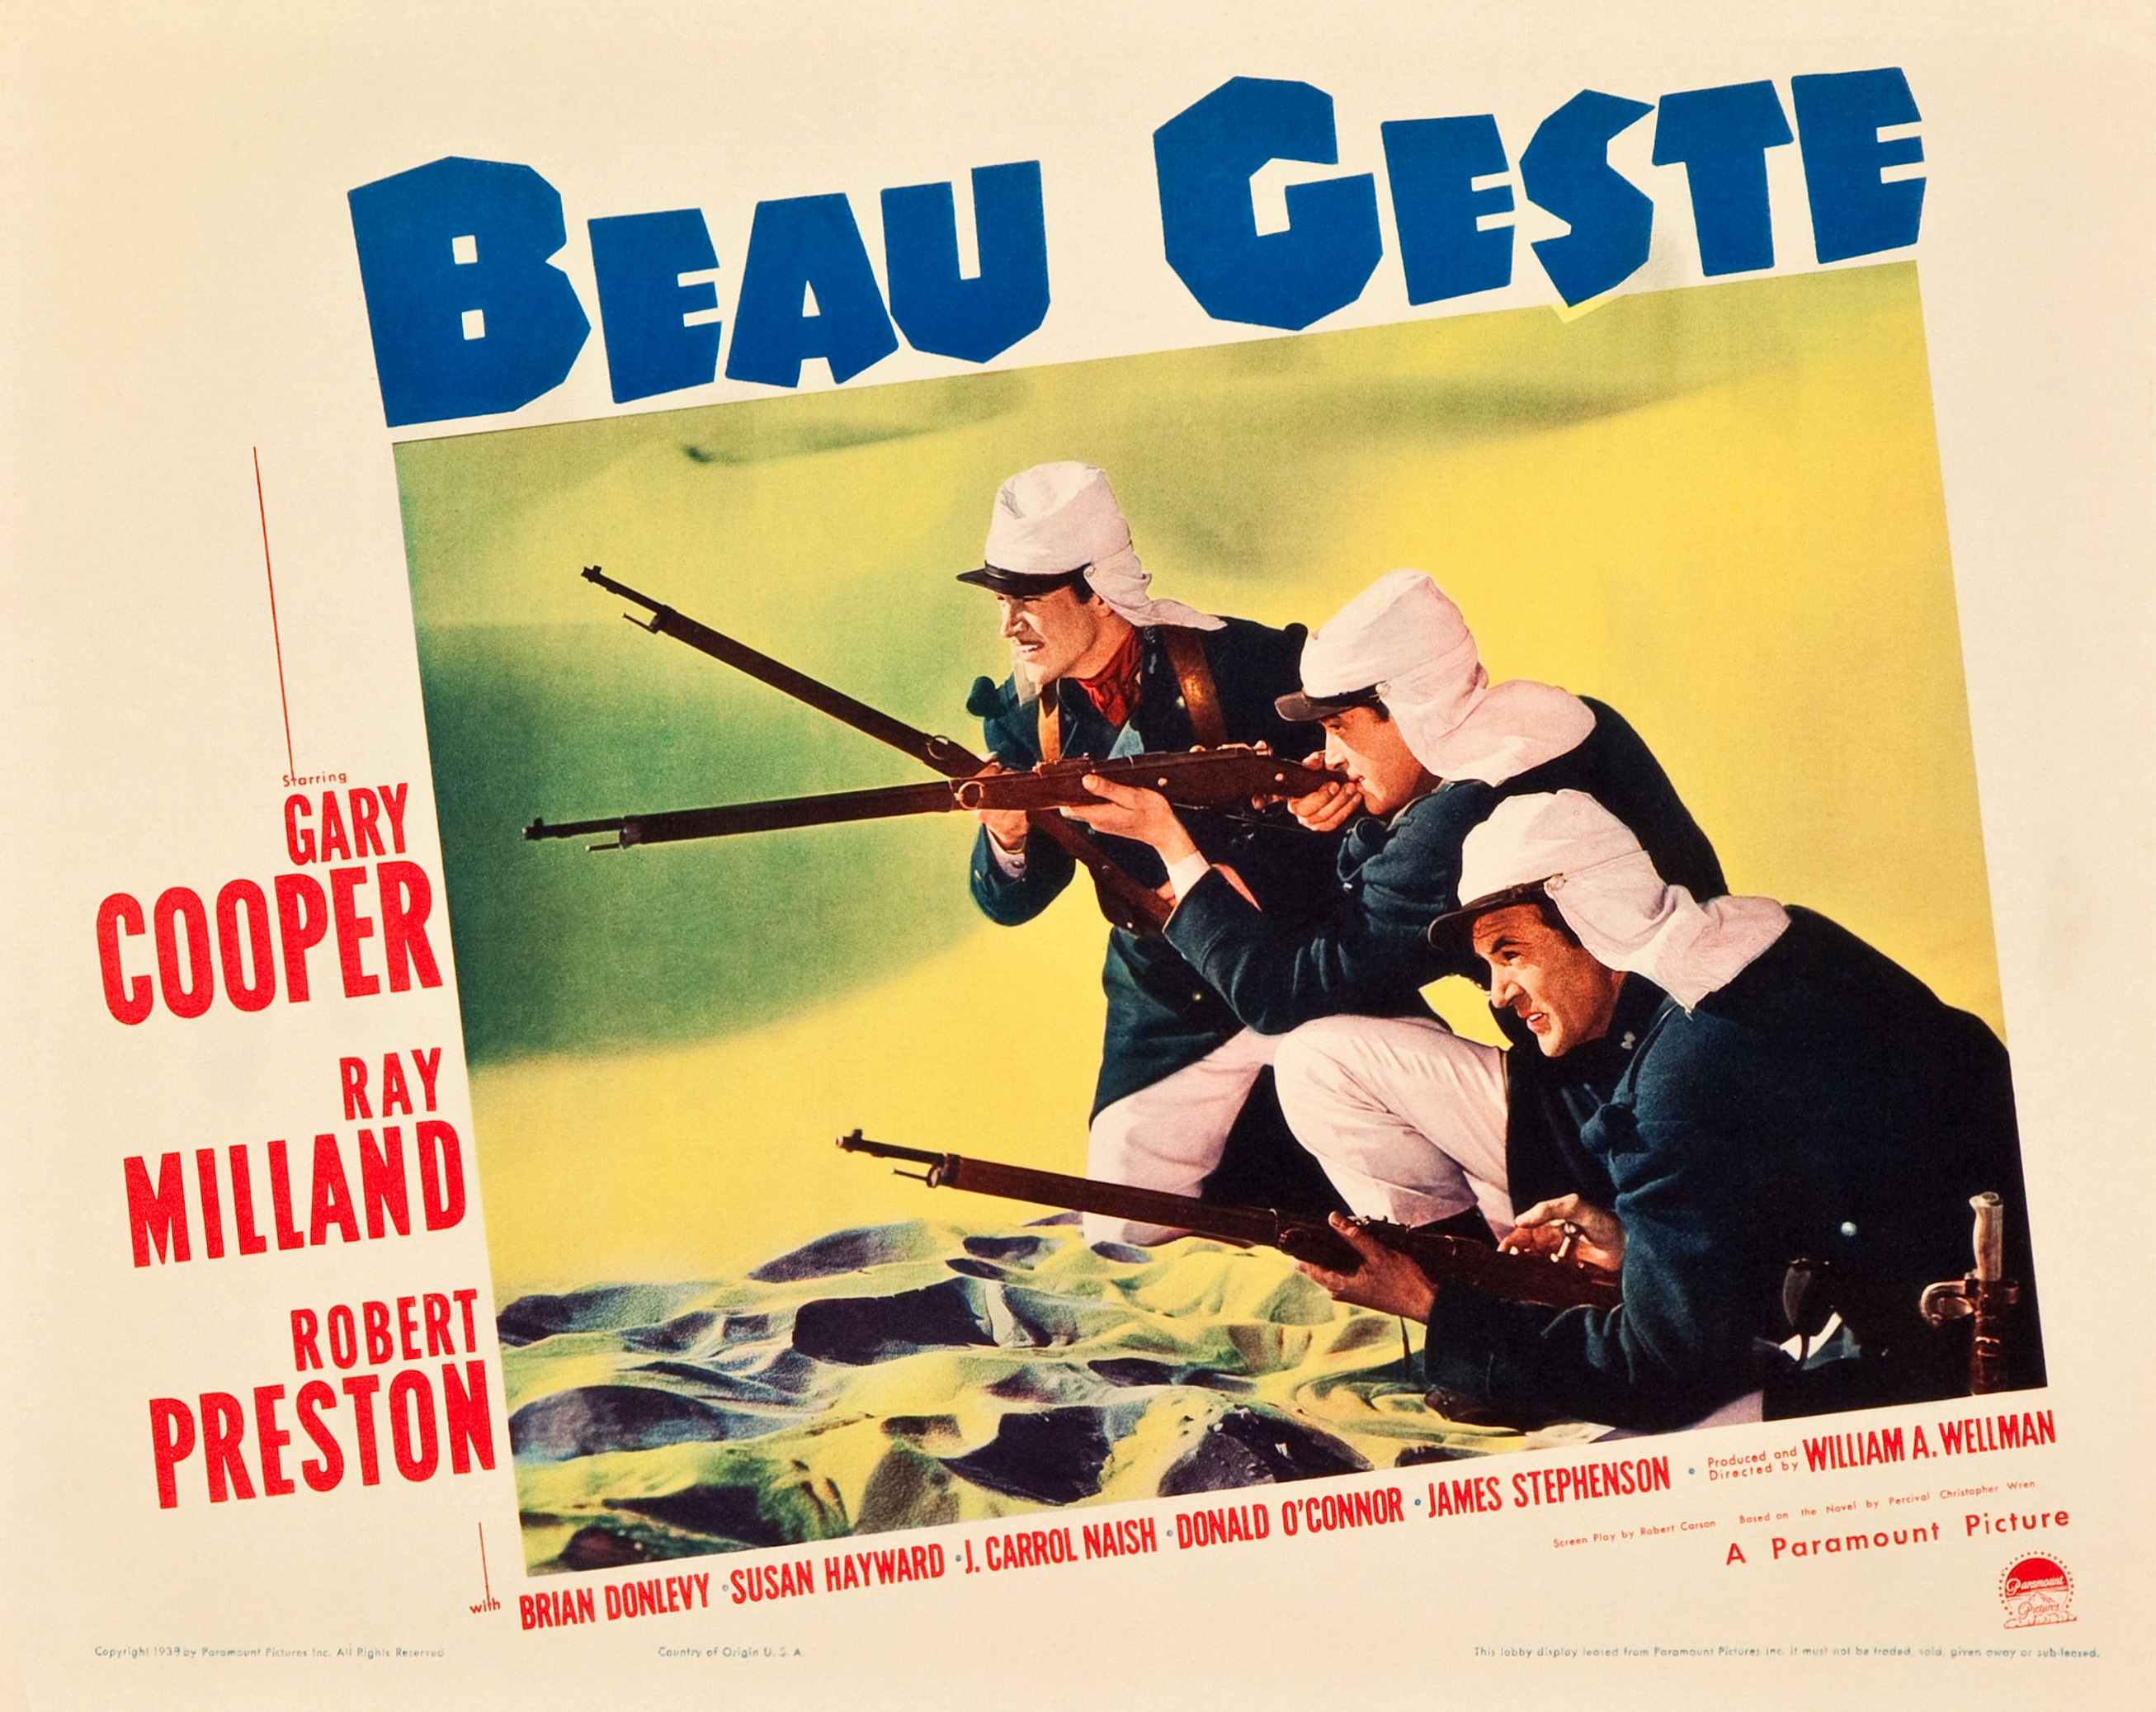 BEAU GESTE
Starring
GARY
COOPER
RAY
MILLAND
ROBERT
PRESTON
with BRIAN DONLEVY · SUSAN HAYWARD · J. CARROL NAISH · DONALD O'CONNOR · JAMES STEPHENSON · Produced and Directed by WILLIAM A. WELLMAN
Screen Play by Robert Carson Based on the Novel by Percival Christopher Wren
A Paramount Picture
Paramount
Pictures
Copyright 1939 by Paramount Pictures Inc. All Rights Reserved
Country of Origin U. S. A.
This lobby display leased from Paramount Pictures Inc. it must not be traded, sold, given away or sub-leased.